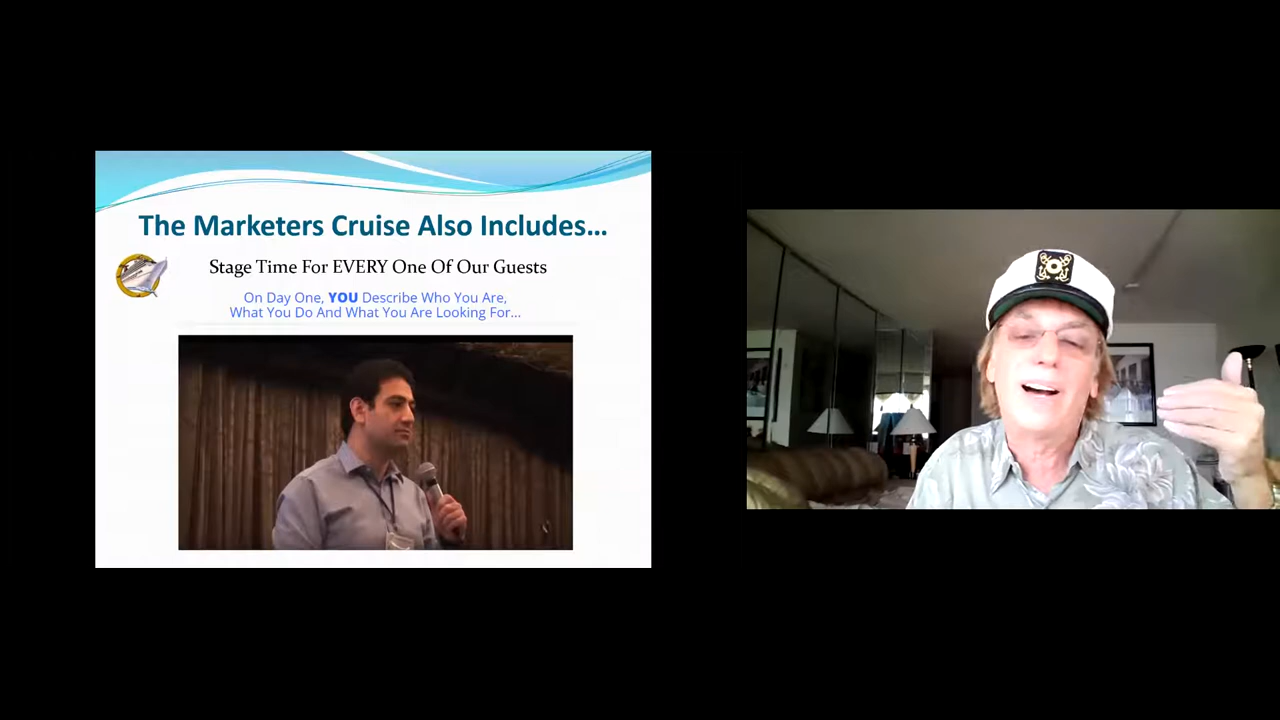 The Marketers Cruise Also Includes...
Stage Time For EVERY One Of Our Guests
On Day One, YOU Describe Who You Are,
What You Do And What You Are Looking For...